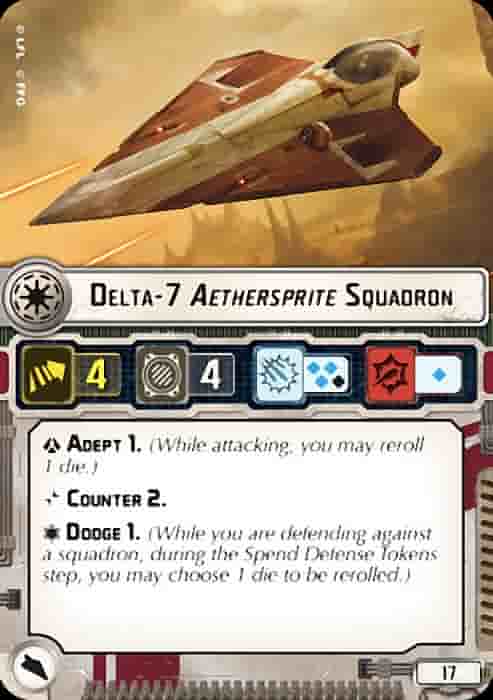 © LFL © FFG
DELTA-7 AETHERSPRITE SQUADRON
4
4
ADEPT 1. (While attacking, you may reroll
1 die.)
COUNTER 2.
DODGE 1. (While you are defending against
a squadron, during the Spend Defense Tokens
step, you may choose 1 die to be rerolled.)
17